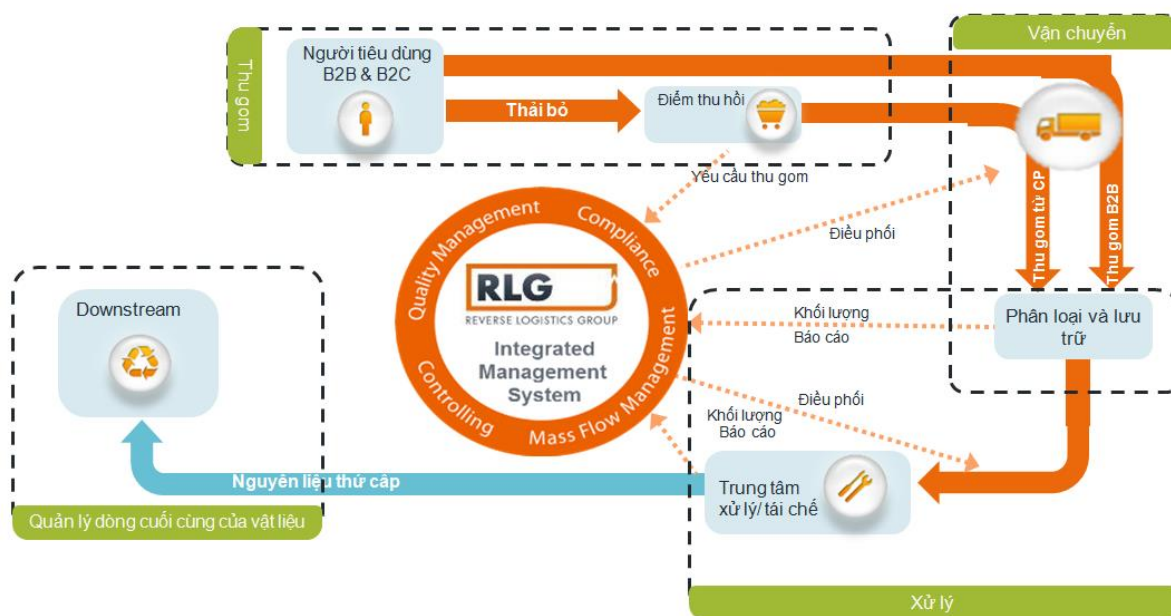 Vận chuyển
Thu gom
Người tiêu dùng
B2B & B2C
Thải bỏ
Điểm thu hồi
Yêu cầu thu gom
Điều phối
Thu gom từ CP
Thu gom B2B
Quality Management
Compliance
Controlling
Mass Flow Management
RLG
REVERSE LOGISTICS GROUP
Integrated
Management
System
Downstream
Khối lượng
Báo cáo
Phân loại và lưu
trữ
Điều phối
Khối lượng
Báo cáo
Nguyên liệu thứ cấp
Trung tâm
xử lý/ tái chế
Quản lý dòng cuối cùng của vật liệu
Xử lý